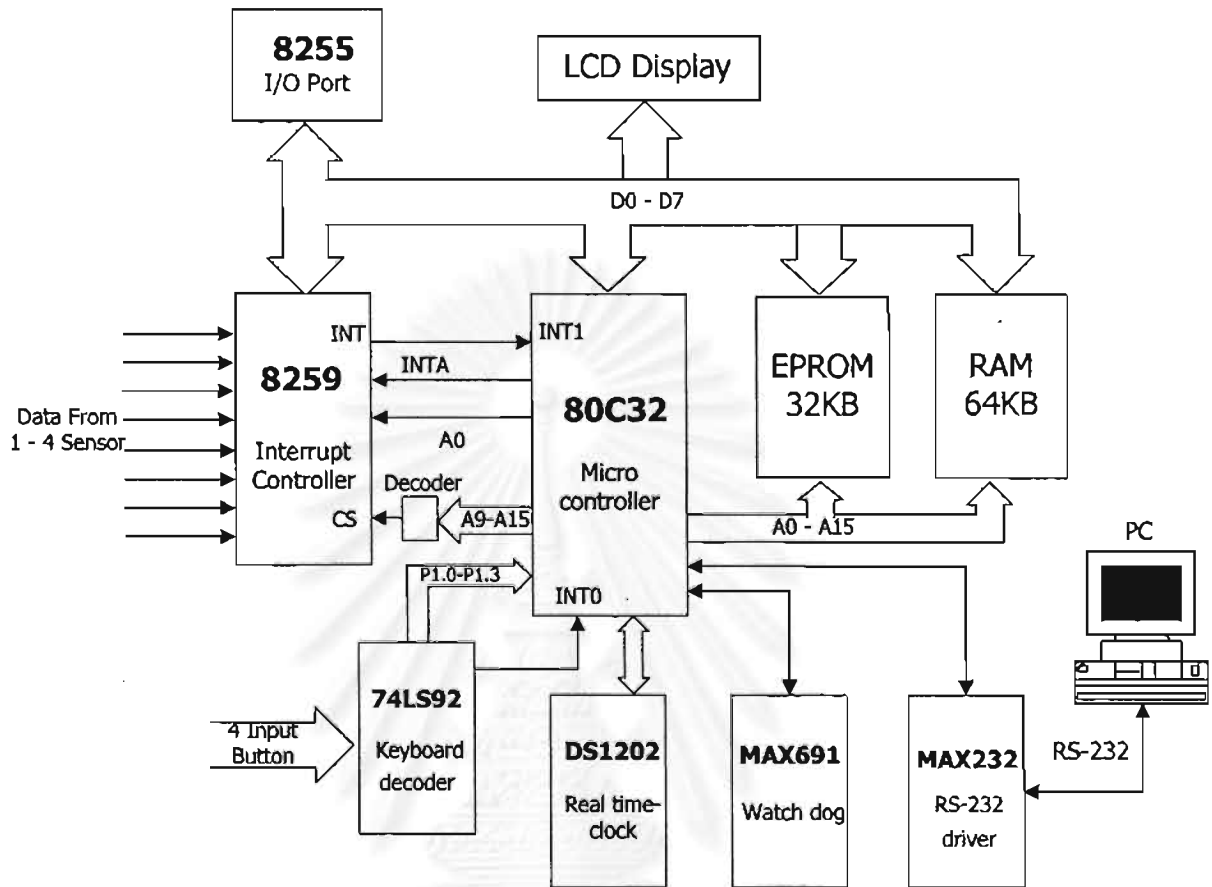 8255
I/O Port
LCD Display
D0 - D7
INT
8259
Interrupt
Controller
CS
INTA
A0
Decoder
A9-A15
Data From
1 - 4 Sensor
INT1
80C32
Micro
controller
INT0
EPROM
32KB
RAM
64KB
A0 - A15
P1.0-P1.3
PC
4 Input
Button
74LS92
Keyboard
decoder
DS1202
Real time-
clock
MAX691
Watch dog
MAX232
RS-232
driver
RS-232